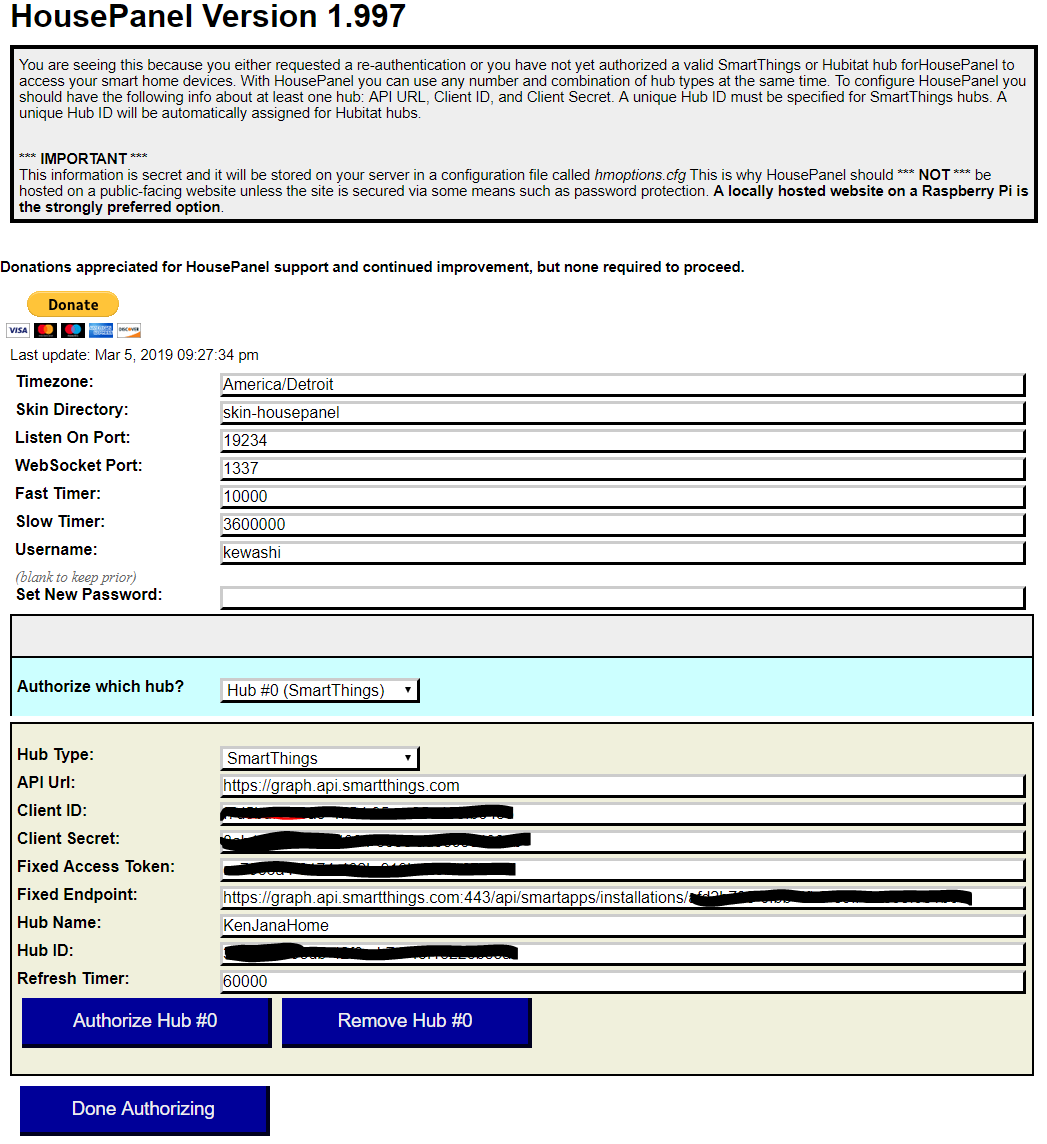 HousePanel Version 1.997
You are seeing this because you either requested a re-authentication or you have not yet authorized a valid SmartThings or Hubitat hub forHousePanel to
access your smart home devices. With HousePanel you can use any number and combination of hub types at the same time. To configure HousePanel you
should have the following info about at least one hub: API URL, Client ID, and Client Secret. A unique Hub ID must be specified for SmartThings hubs. A
unique Hub ID will be automatically assigned for Hubitat hubs.
*** IMPORTANT ***
This information is secret and it will be stored on your server in a configuration file called hmoptions.cfg This is why HousePanel should *** NOT *** be
hosted on a public-facing website unless the site is secured via some means such as password protection. A locally hosted website on a Raspberry Pi is
the strongly preferred option.
Donations appreciated for HousePanel support and continued improvement, but none required to proceed.
Donate
VISA DISCOVER
Last update: Mar 5, 2019 09:27:34 pm
Timezone: America/Detroit
Skin Directory: skin-housepanel
Listen On Port: 19234
WebSocket Port: 1337
Fast Timer: 10000
Slow Timer: 3600000
Username: kewashi
(blank to keep prior)
Set New Password:
Authorize which hub? Hub #0 (SmartThings)
Hub Type: SmartThings
API Url: https://graph.api.smartthings.com
Client ID:
Client Secret:
Fixed Access Token:
Fixed Endpoint: https://graph.api.smartthings.com:443/api/smartapps/installations/
Hub Name: KenJanaHome
Hub ID:
Refresh Timer: 60000
Authorize Hub #0 Remove Hub #0
Done Authorizing